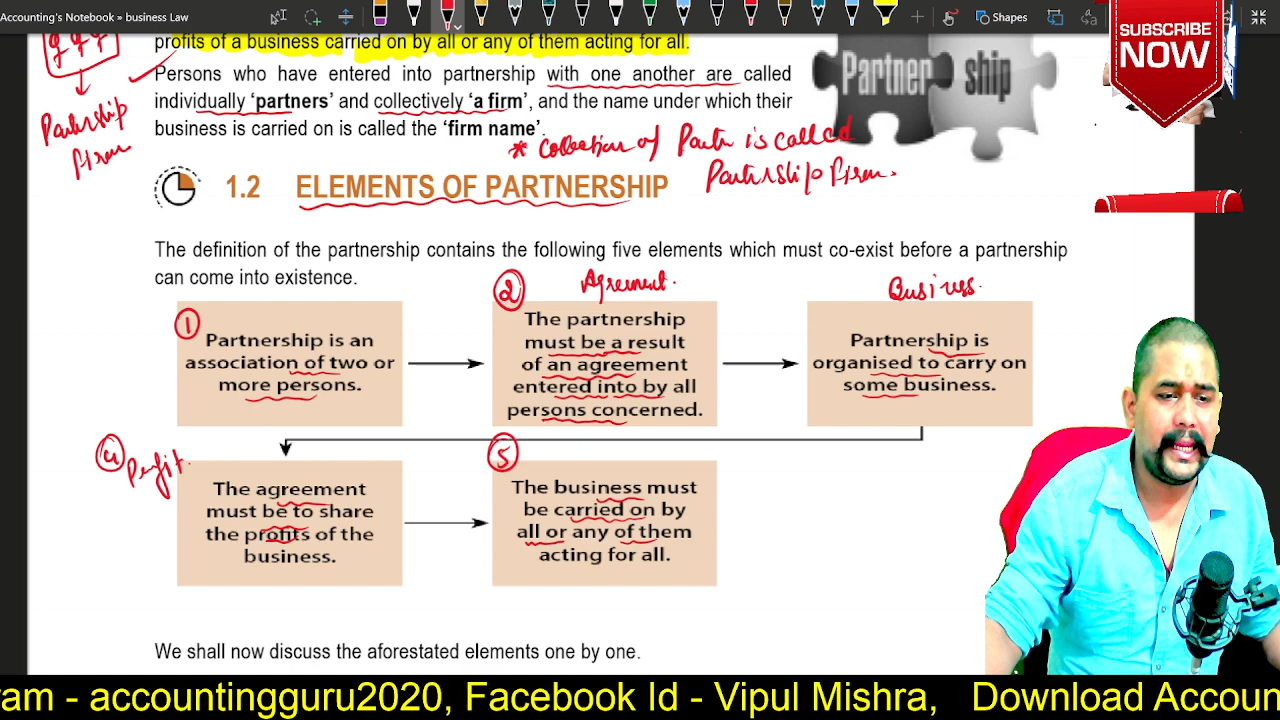 Accounting's Notebook » business Law
Shapes
SUBSCRIBE
NOW
profits of a business carried on by all or any of them acting for all.
Persons who have entered into partnership with one another are called
individually 'partners' and collectively 'a firm', and the name under which their
business is carried on is called the 'firm name'.
Partner ship
Partnership
firm
* Collection of Partn is called
Partnership firm.
1.2 ELEMENTS OF PARTNERSHIP
The definition of the partnership contains the following five elements which must co-exist before a partnership
can come into existence.
1
Partnership is an
association of two or
more persons.
2 Agreement.
The partnership
must be a result
of an agreement
entered into by all
persons concerned.
Business.
Partnership is
organised to carry on
some business.
4 Profit.
The agreement
must be to share
the profits of the
business.
5
The business must
be carried on by
all or any of them
acting for all.
We shall now discuss the aforestated elements one by one.
ram - accountingguru2020, Facebook Id - Vipul Mishra, Download Accoun